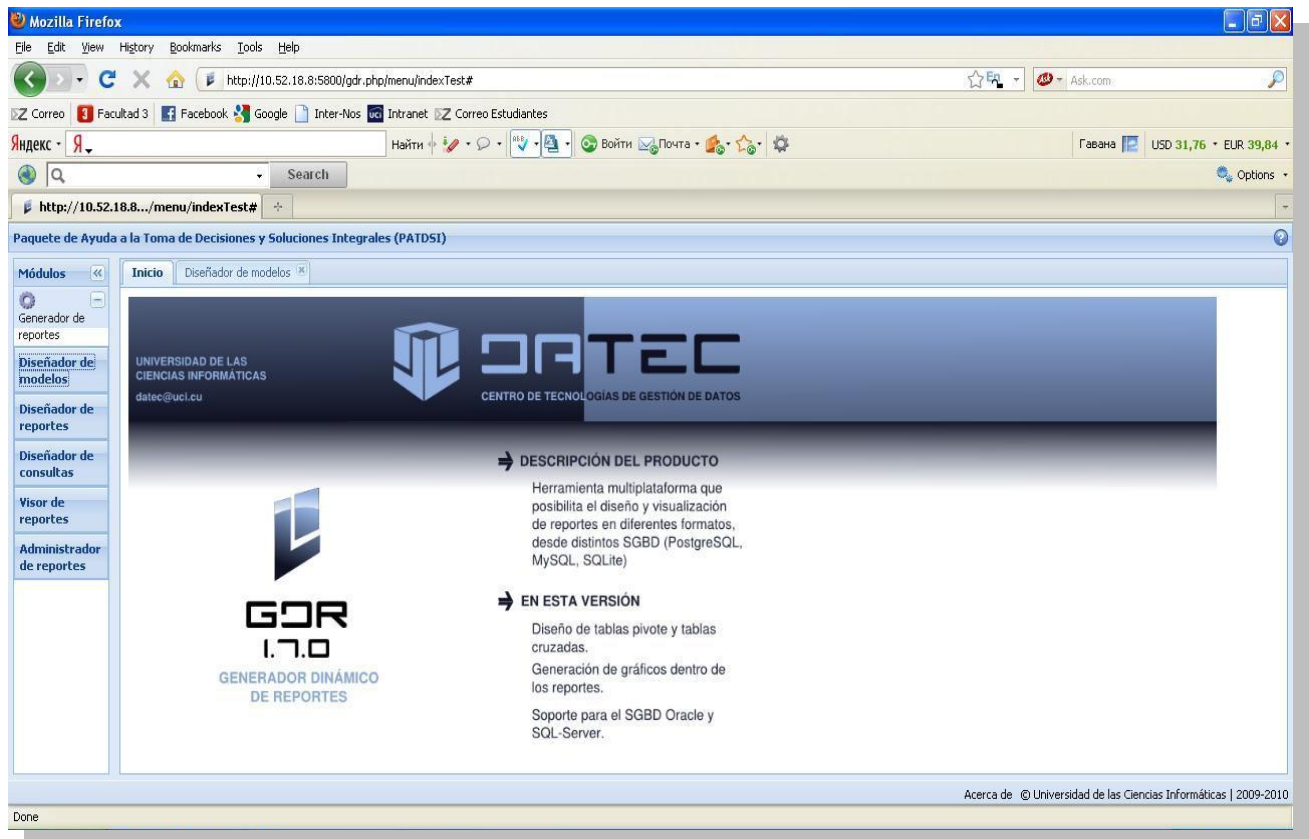 Mozilla Firefox
File Edit View History Bookmarks Tools Help
http://10.52.18.8:5800/gdr.php/menu/indexTest#
Ask.com
Correo Facultad 3 Facebook Google Inter-Nos Intranet Correo Estudiantes
Яндекс Я Найти Войти Почта Гавана USD 31,76 EUR 39,84
Search Options
http://10.52.18.8.../menu/indexTest#
Paquete de Ayuda a la Toma de Decisiones y Soluciones Integrales (PATDSI)
Módulos
Generador de
reportes
Diseñador de
modelos
Diseñador de
reportes
Diseñador de
consultas
Visor de
reportes
Administrador
de reportes
Inicio Diseñador de modelos
UNIVERSIDAD DE LAS
CIENCIAS INFORMÁTICAS
datec@uci.cu
DATEC
CENTRO DE TECNOLOGÍAS DE GESTIÓN DE DATOS
GDR
1.7.0
GENERADOR DINÁMICO
DE REPORTES
DESCRIPCIÓN DEL PRODUCTO
Herramienta multiplataforma que
posibilita el diseño y visualización
de reportes en diferentes formatos,
desde distintos SGBD (PostgreSQL,
MySQL, SQLite)
EN ESTA VERSIÓN
Diseño de tablas pivote y tablas
cruzadas.
Generación de gráficos dentro de
los reportes.
Soporte para el SGBD Oracle y
SQL-Server.
Acerca de © Universidad de las Ciencias Informáticas | 2009-2010
Done